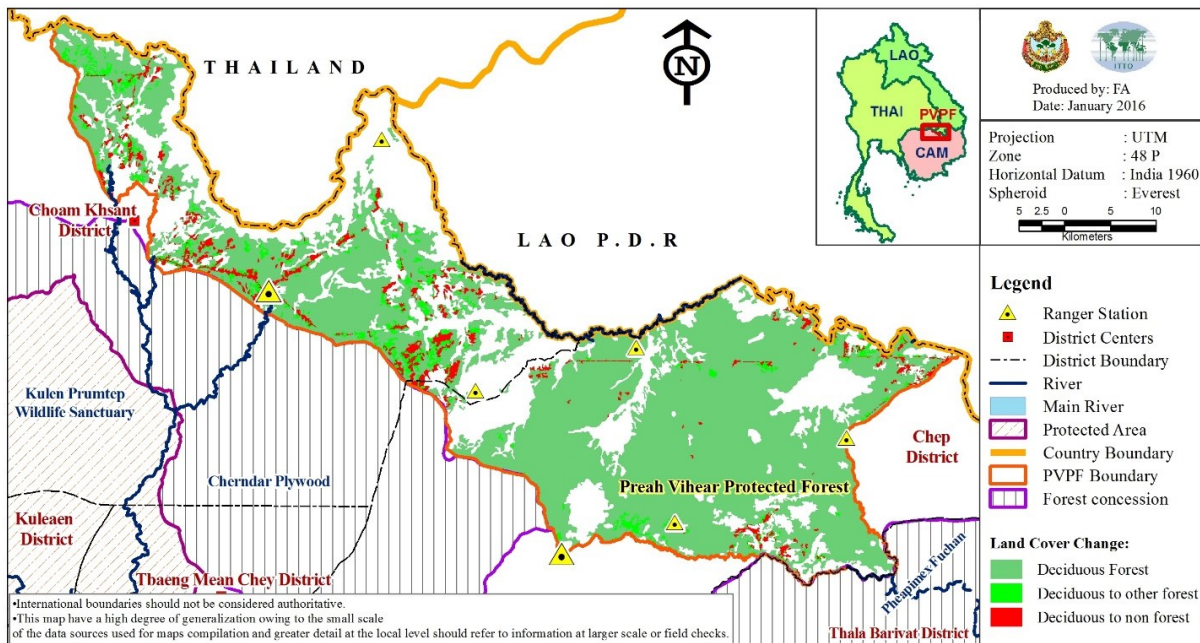 THAILAND
LAO P.D.R
N
Choam Khsant
District
Kulen Prumtep
Wildlife Sanctuary
Cherndar Plywood
Kuleaen
District
Tbaeng Mean Chey District
Preah Vihear Protected Forest
Chep
District
Pheapimex Fuchan
Thala Barivat District
•International boundaries should not be considered authoritative.
•This map have a high degree of generalization owing to the small scale
of the data sources used for maps compilation and greater detail at the local level should refer to information at larger scale or field checks.
LAO
THAI
PVPF
CAM
ITTO
Produced by: FA
Date: January 2016
Projection : UTM
Zone : 48 P
Horizontal Datum : India 1960
Spheroid : Everest
5 2.5 0 5 10
Kilometers
Legend
Ranger Station
District Centers
District Boundary
River
Main River
Protected Area
Country Boundary
PVPF Boundary
Forest concession
Land Cover Change:
Deciduous Forest
Deciduous to other forest
Deciduous to non forest